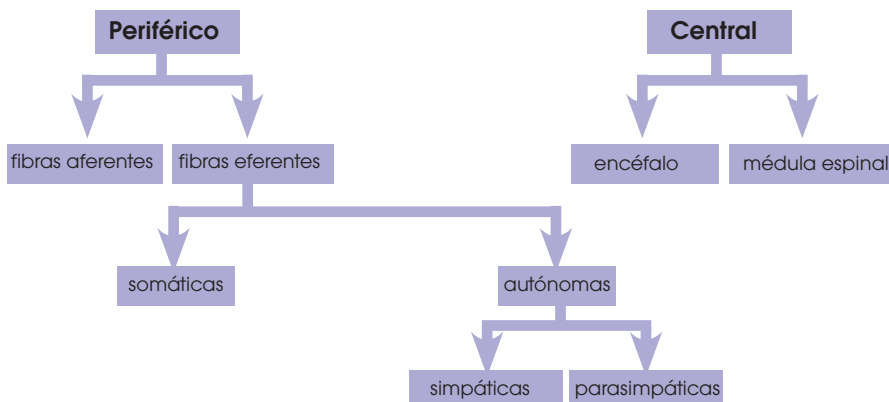 Periférico
Central
fibras aferentes
fibras eferentes
encéfalo
médula espinal
somáticas
autónomas
simpáticas
parasimpáticas